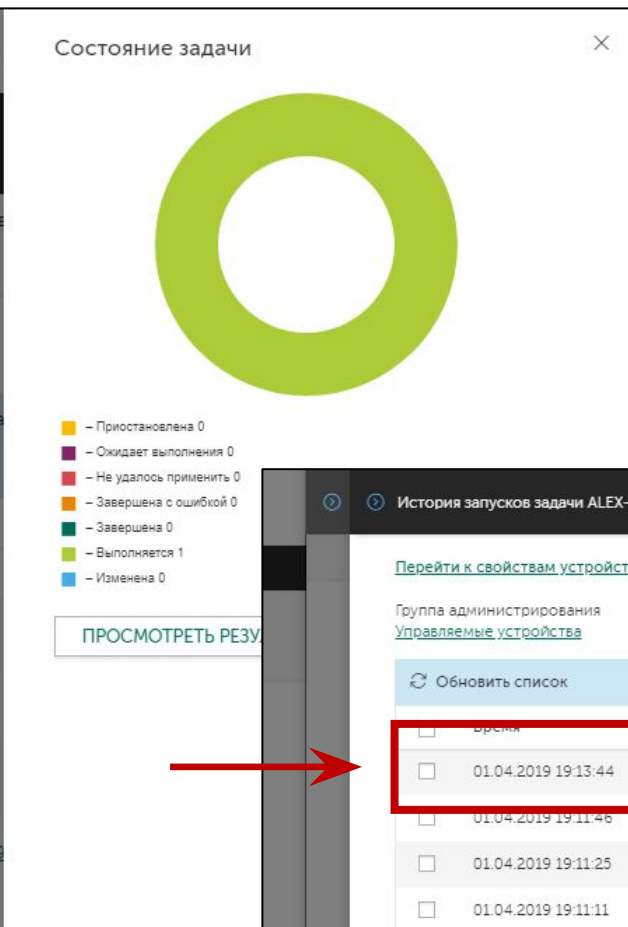 Состояние задачи
– Приостановлена 0
– Ожидает выполнения 0
– Не удалось применить 0
– Завершена с ошибкой 0
– Завершена 0
– Выполняется 1
– Изменена 0
ПРОСМОТРЕТЬ РЕЗУ
История запусков задачи ALEX-
Перейти к свойствам устройст
Группа администрирования
Управляемые устройства
Обновить список
Время
01.04.2019 19:13:44
01.04.2019 19:11:46
01.04.2019 19:11:25
01.04.2019 19:11:11